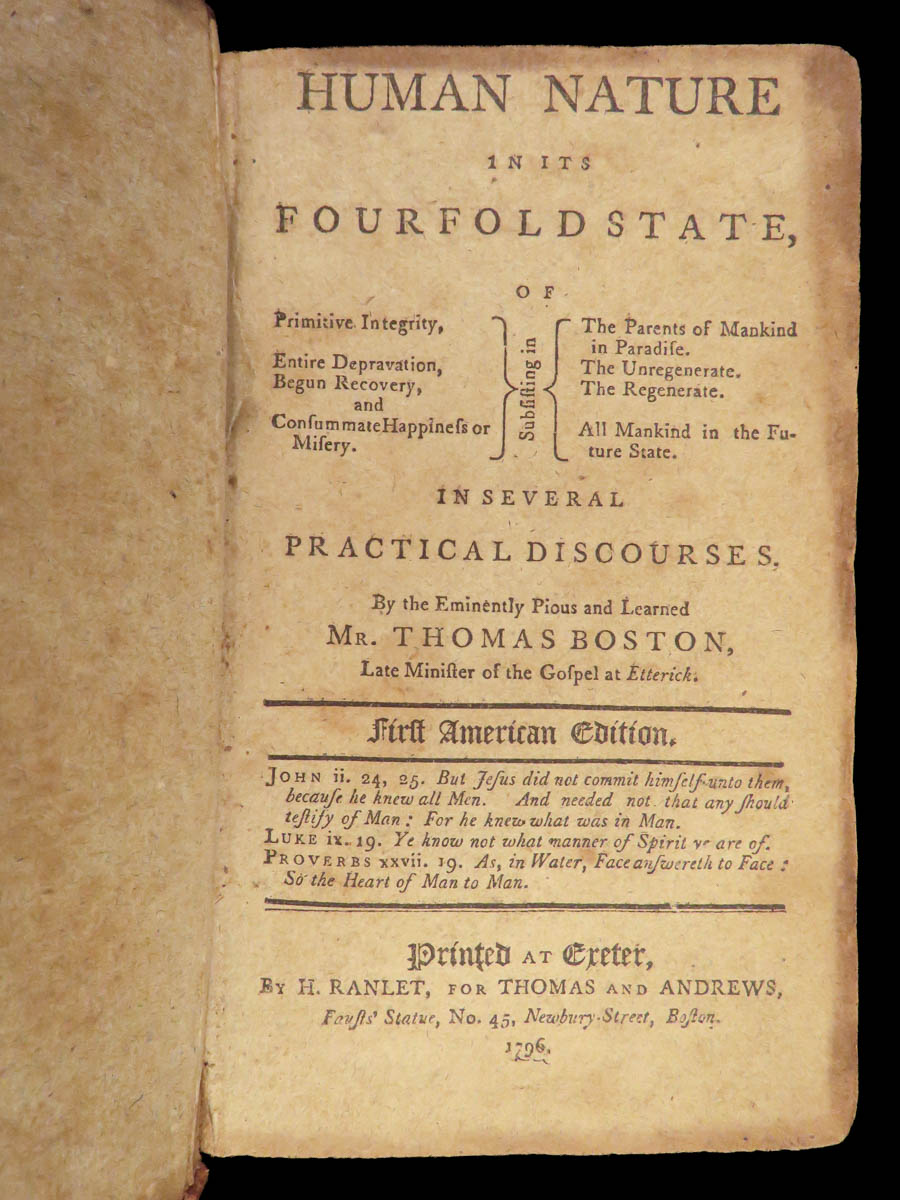 HUMAN NATURE
IN ITS
FOURFOLD STATE,
OF
Primitive Integrity,
Entire Depravation,
Begun Recovery,
and
Conſummate Happineſs or
Miſery.
Subſiſting in
The Parents of Mankind
in Paradiſe.
The Unregenerate.
The Regenerate.
All Mankind in the Fu-
ture State.
IN SEVERAL
PRACTICAL DISCOURSES.
By the Eminently Pious and Learned
MR. THOMAS BOSTON,
Late Miniſter of the Goſpel at Etterick.
Firſt American Edition.
JOHN ii. 24, 25. But Jeſus did not commit himſelf unto them,
becauſe he knew all Men. And needed not that any ſhould
teſtify of Man: For he knew what was in Man.
LUKE ix. 19. Ye know not what manner of Spirit ye are of.
PROVERBS xxvii. 19. As, in Water, Face anſwereth to Face:
So the Heart of Man to Man.
Printed AT Exeter,
BY H. RANLET, FOR THOMAS AND ANDREWS,
Fauſts' Statue, No. 45, Newbury-Street, Boſton.
1796.